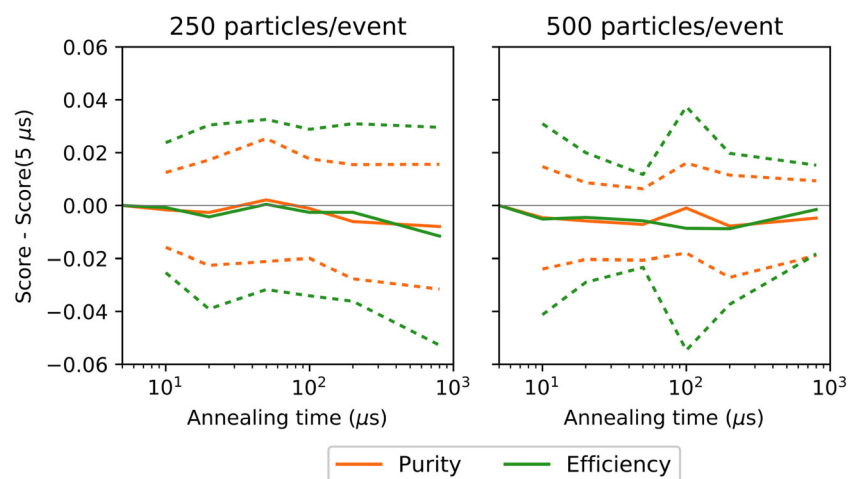 250 particles/event
500 particles/event
Score - Score(5 μs)
0.06
0.04
0.02
0.00
−0.02
−0.04
−0.06
10¹ 10² 10³
10¹ 10² 10³
Annealing time (μs)
Annealing time (μs)
Purity
Efficiency